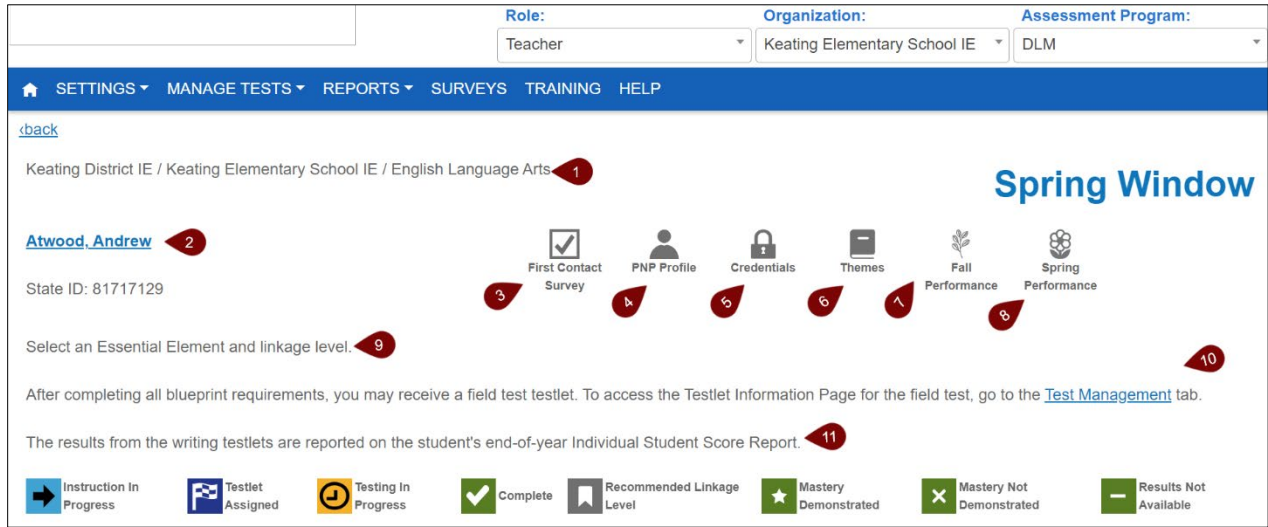 Role: Organization: Assessment Program:
Teacher Keating Elementary School IE DLM
SETTINGS MANAGE TESTS REPORTS SURVEYS TRAINING HELP
‹back
Keating District IE / Keating Elementary School IE / English Language Arts 1
Spring Window
Atwood, Andrew 2
First Contact
Survey
PNP Profile
Credentials
Themes
Fall
Performance
Spring
Performance
State ID: 81717129
3 4 5 6 7 8
Select an Essential Element and linkage level. 9
10
After completing all blueprint requirements, you may receive a field test testlet. To access the Testlet Information Page for the field test, go to the Test Management tab.
The results from the writing testlets are reported on the student's end-of-year Individual Student Score Report. 11
Instruction In
Progress
Testlet
Assigned
Testing In
Progress
Complete
Recommended Linkage
Level
Mastery
Demonstrated
Mastery Not
Demonstrated
Results Not
Available